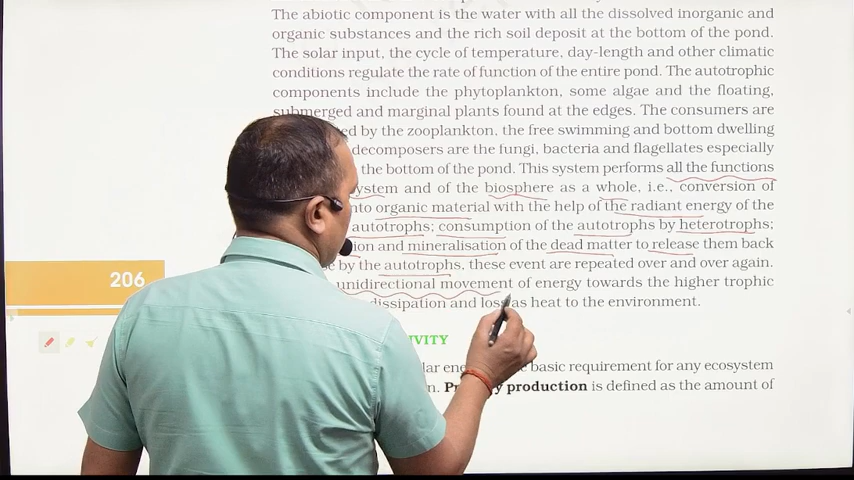 The abiotic component is the water with all the dissolved inorganic and
organic substances and the rich soil deposit at the bottom of the pond.
The solar input, the cycle of temperature, day-length and other climatic
conditions regulate the rate of function of the entire pond. The autotrophic
components include the phytoplankton, some algae and the floating,
submerged and marginal plants found at the edges. The consumers are
by the zooplankton, the free swimming and bottom dwelling
decomposers are the fungi, bacteria and flagellates especially
the bottom of the pond. This system performs all the functions
and of the biosphere as a whole, i.e., conversion of
organic material with the help of the radiant energy of the
autotrophs; consumption of the autotrophs by heterotrophs;
and mineralisation of the dead matter to release them back
by the autotrophs, these event are repeated over and over again.
206
unidirectional movement of energy towards the higher trophic
dissipation and loss as heat to the environment.
basic requirement for any ecosystem
production is defined as the amount of